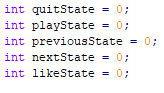 int quitState = 0;
int playState = 0;
int previousState = 0;
int nextState = 0;
int likeState = 0;